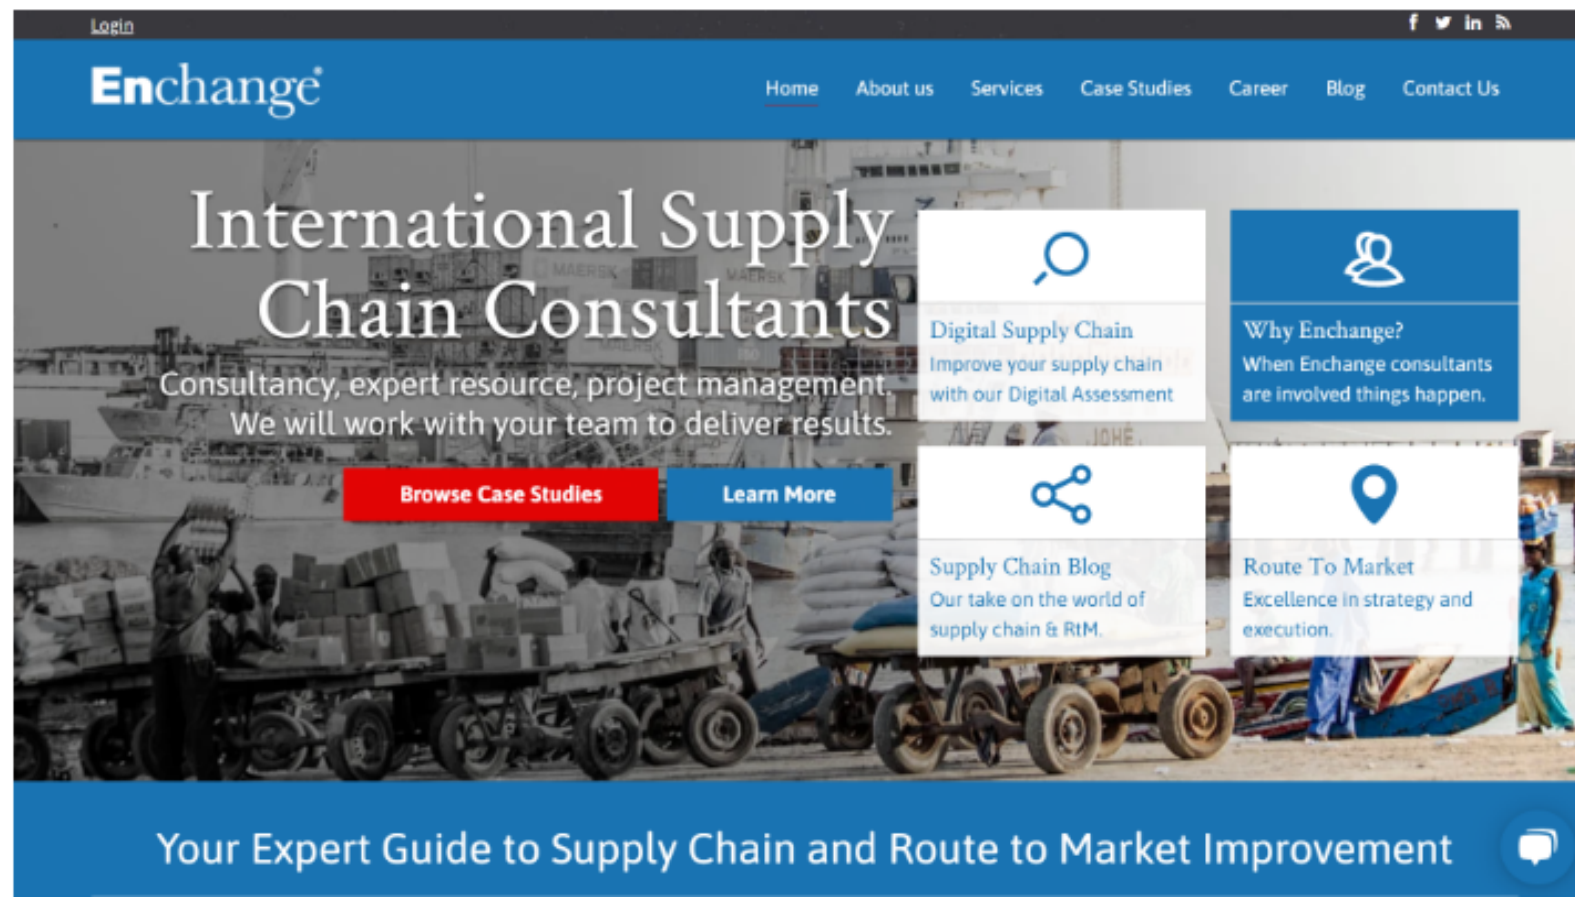 Login
Enchange®
Home
About us
Services
Case Studies
Career
Blog
Contact Us
International Supply
Chain Consultants
Consultancy, expert resource, project management.
We will work with your team to deliver results.
Browse Case Studies
Learn More
Digital Supply Chain
Improve your supply chain
with our Digital Assessment
Why Enchange?
When Enchange consultants
are involved things happen.
Supply Chain Blog
Our take on the world of
supply chain & RtM.
Route To Market
Excellence in strategy and
execution.
MAERSK
MAERSK
MAERSK
Your Expert Guide to Supply Chain and Route to Market Improvement